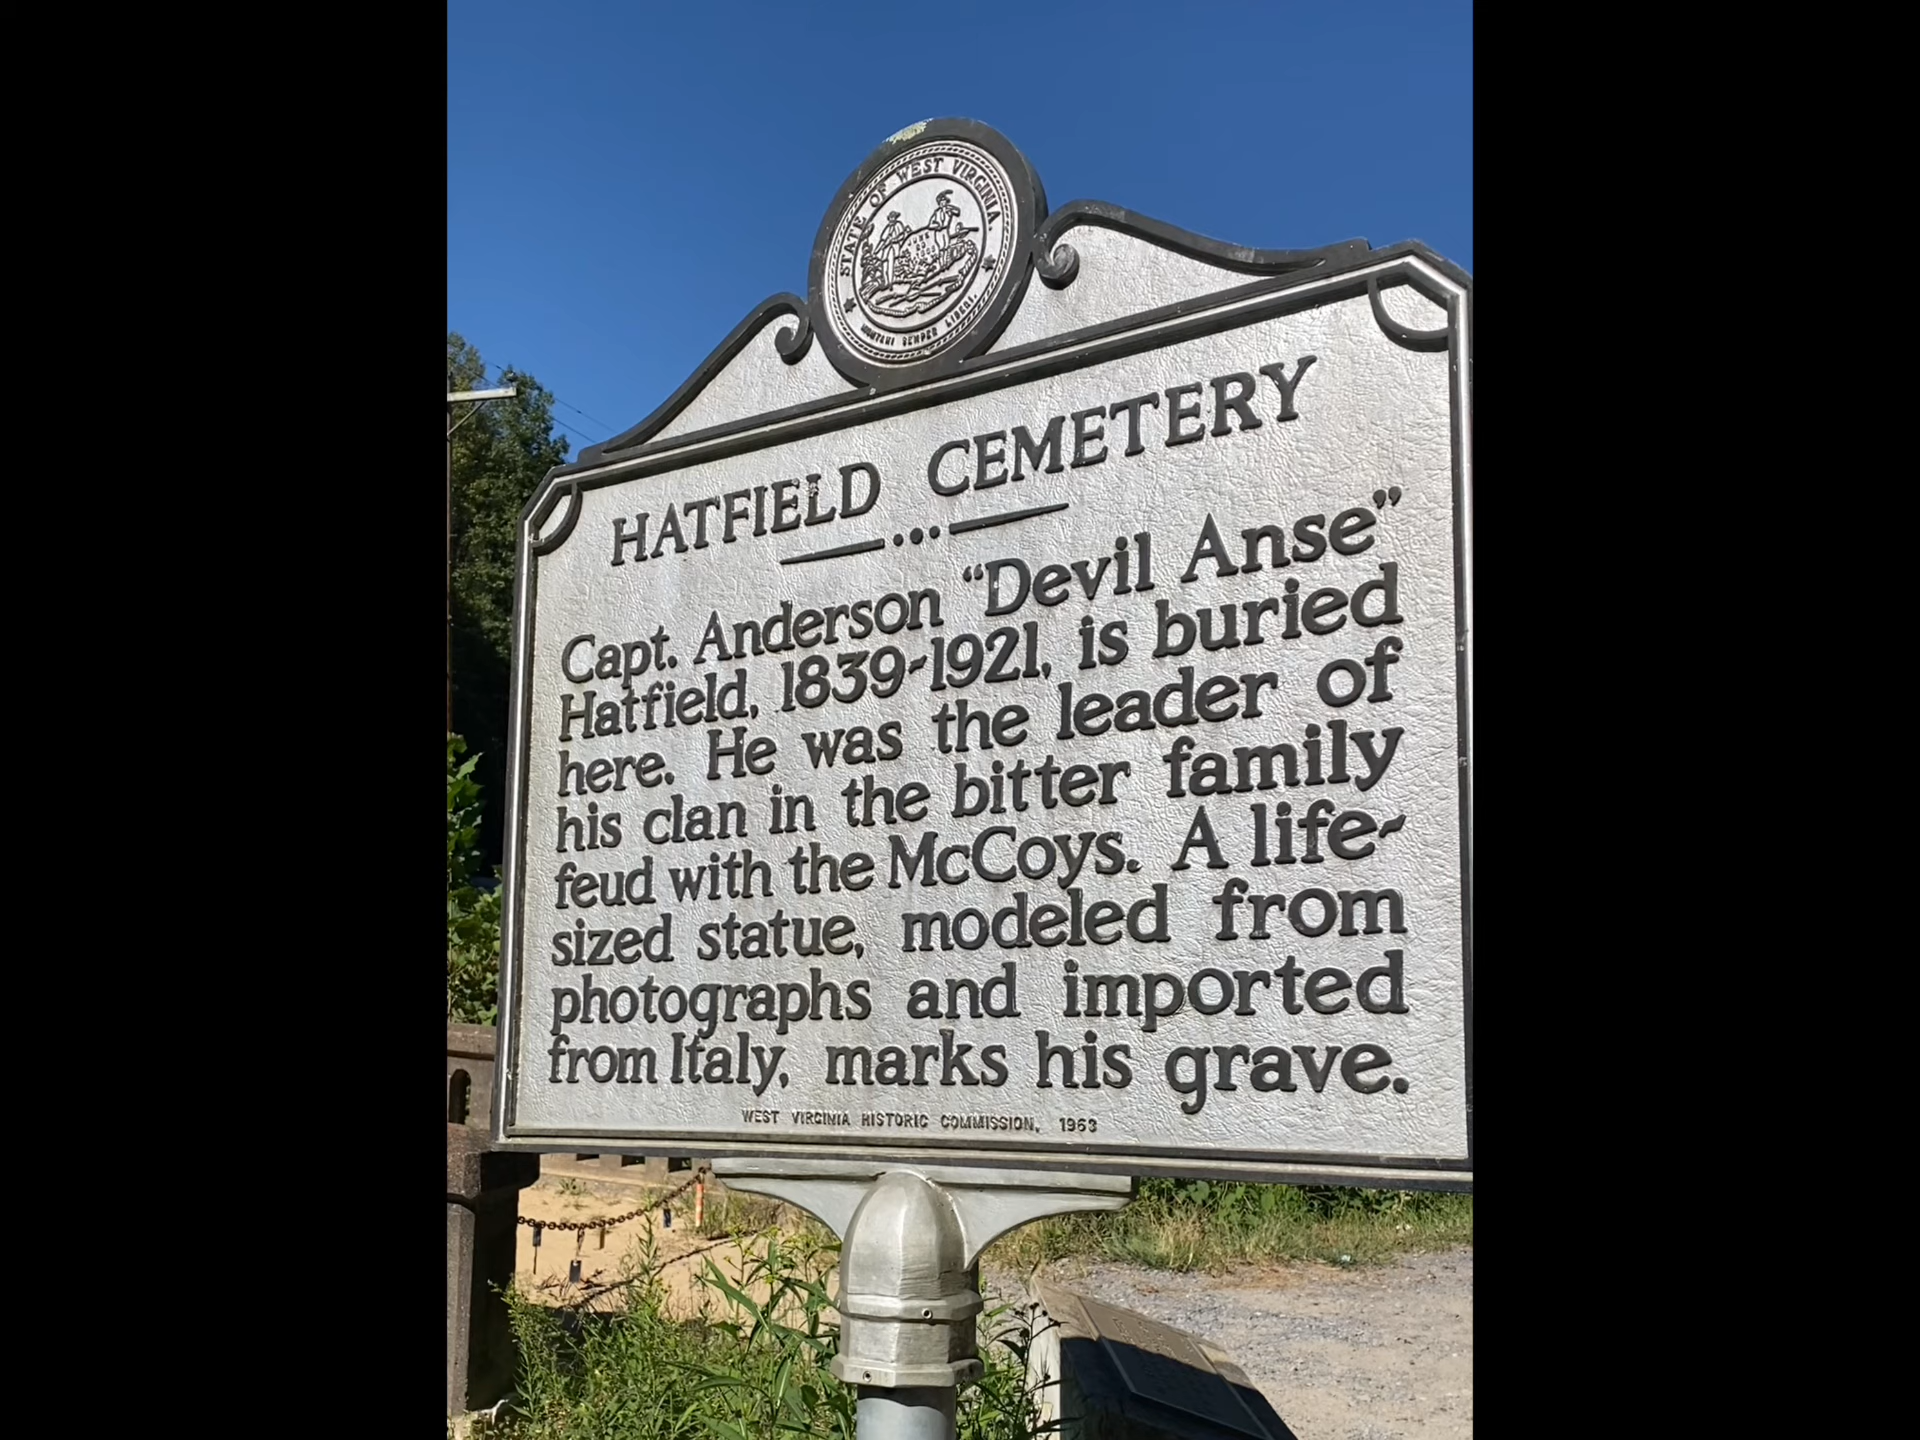 STATE OF WEST VIRGINIA.
MONTANI SEMPER LIBERI.
HATFIELD CEMETERY
Capt. Anderson “Devil Anse”
Hatfield, 1839-1921, is buried
here. He was the leader of
his clan in the bitter family
feud with the McCoys. A life-
sized statue, modeled from
photographs and imported
from Italy, marks his grave.
WEST VIRGINIA HISTORIC COMMISSION, 1963